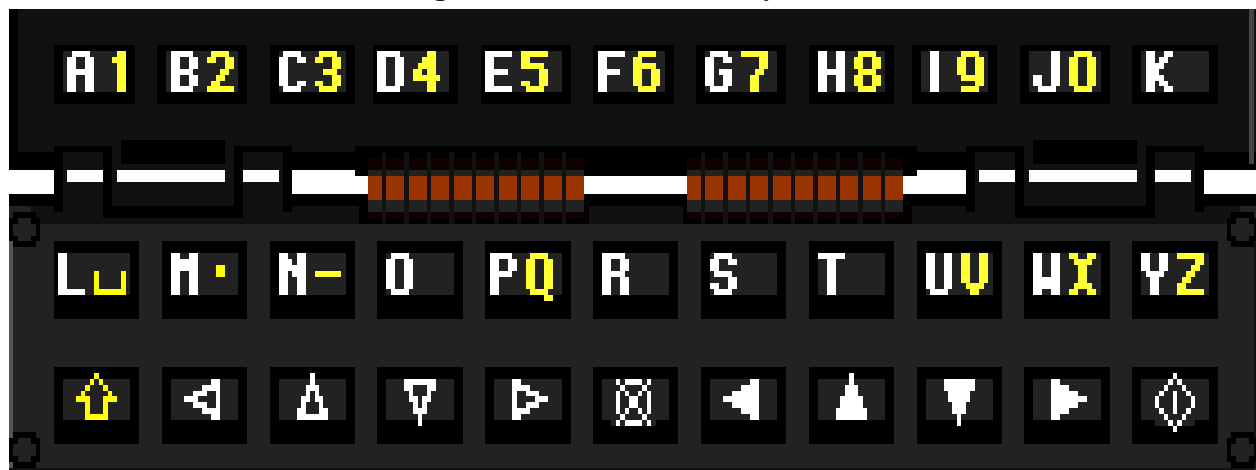 A1 B2 C3 D4 E5 F6 G7 H8 I9 J0 K
L␣ M· N- O PQ R S T UV WX YZ